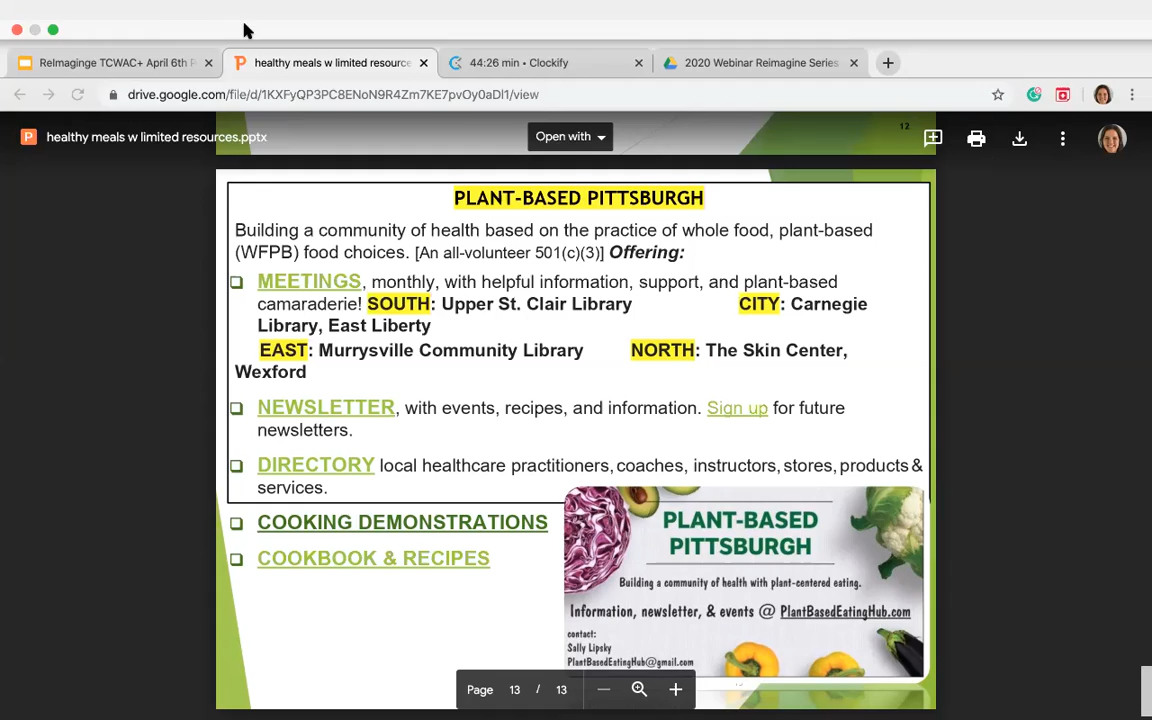 ReImaginge TCWAC+ April 6th P
healthy meals w limited resource
44:26 min • Clockify
2020 Webinar Reimagine Series
drive.google.com/file/d/1KXFyQP3PC8ENoN9R4Zm7KE7pvOy0aDl1/view
healthy meals w limited resources.pptx
Open with
12
PLANT-BASED PITTSBURGH
Building a community of health based on the practice of whole food, plant-based
(WFPB) food choices. [An all-volunteer 501(c)(3)] Offering:
MEETINGS, monthly, with helpful information, support, and plant-based
camaraderie! SOUTH: Upper St. Clair Library CITY: Carnegie
Library, East Liberty
EAST: Murrysville Community Library NORTH: The Skin Center,
Wexford
NEWSLETTER, with events, recipes, and information. Sign up for future
newsletters.
DIRECTORY local healthcare practitioners, coaches, instructors, stores, products &
services.
COOKING DEMONSTRATIONS
COOKBOOK & RECIPES
PLANT-BASED
PITTSBURGH
Building a community of health with plant-centered eating.
Information, newsletter, & events @ PlantBasedEatingHub.com
contact:
Sally Lipsky
PlantBasedEatingHub@gmail.com
Page 13 / 13